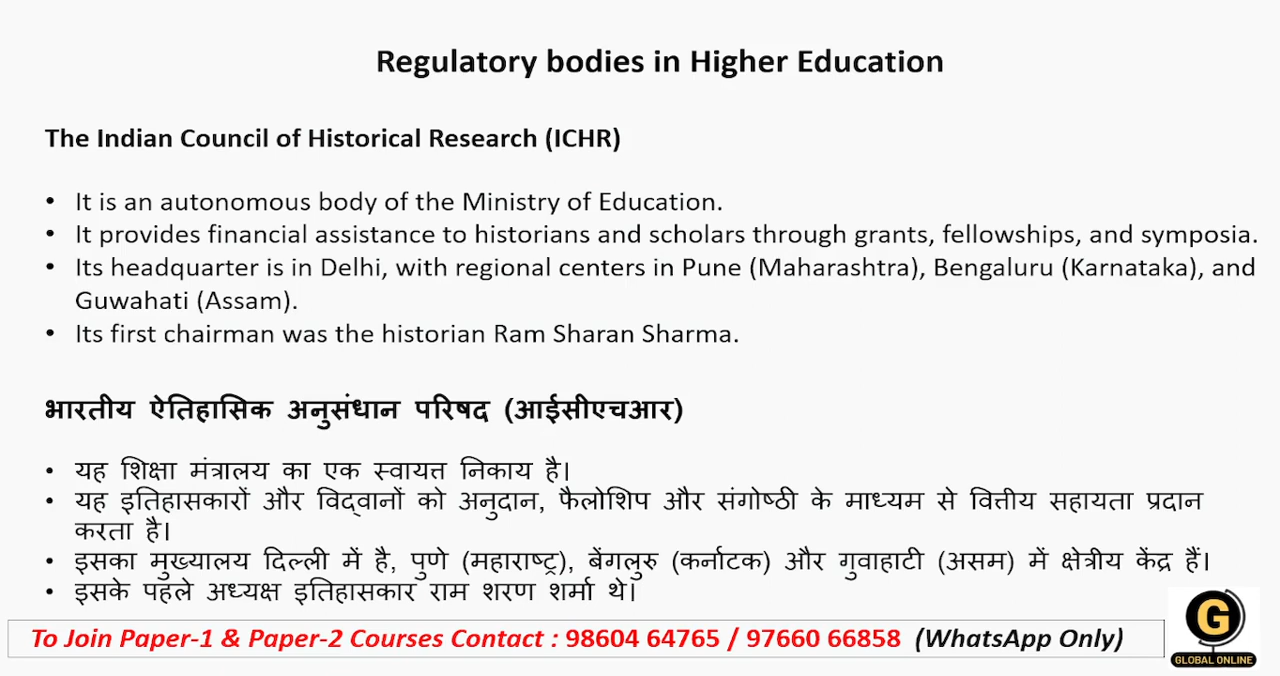 Regulatory bodies in Higher Education
The Indian Council of Historical Research (ICHR)
• It is an autonomous body of the Ministry of Education.
• It provides financial assistance to historians and scholars through grants, fellowships, and symposia.
• Its headquarter is in Delhi, with regional centers in Pune (Maharashtra), Bengaluru (Karnataka), and
Guwahati (Assam).
• Its first chairman was the historian Ram Sharan Sharma.
भारतीय ऐतिहासिक अनुसंधान परिषद (आईसीएचआर)
• यह शिक्षा मंत्रालय का एक स्वायत्त निकाय है।
• यह इतिहासकारों और विद्वानों को अनुदान, फैलोशिप और संगोष्ठी के माध्यम से वित्तीय सहायता प्रदान
करता है।
• इसका मुख्यालय दिल्ली में है, पुणे (महाराष्ट्र), बेंगलुरु (कर्नाटक) और गुवाहाटी (असम) में क्षेत्रीय केंद्र हैं।
• इसके पहले अध्यक्ष इतिहासकार राम शरण शर्मा थे।
To Join Paper-1 & Paper-2 Courses Contact : 98604 64765 / 97660 66858 (WhatsApp Only)
G
GLOBAL ONLINE